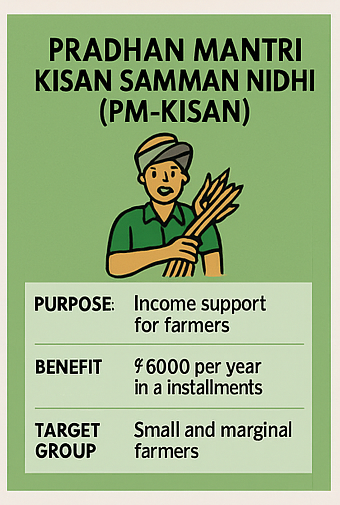 PRADHAN MANTRI
KISAN SAMMAN NIDHI
(PM-KISAN)
PURPOSE: Income support
for farmers
BENEFIT 6000 per year
in a installments
TARGET Small and marginal
GROUP farmers